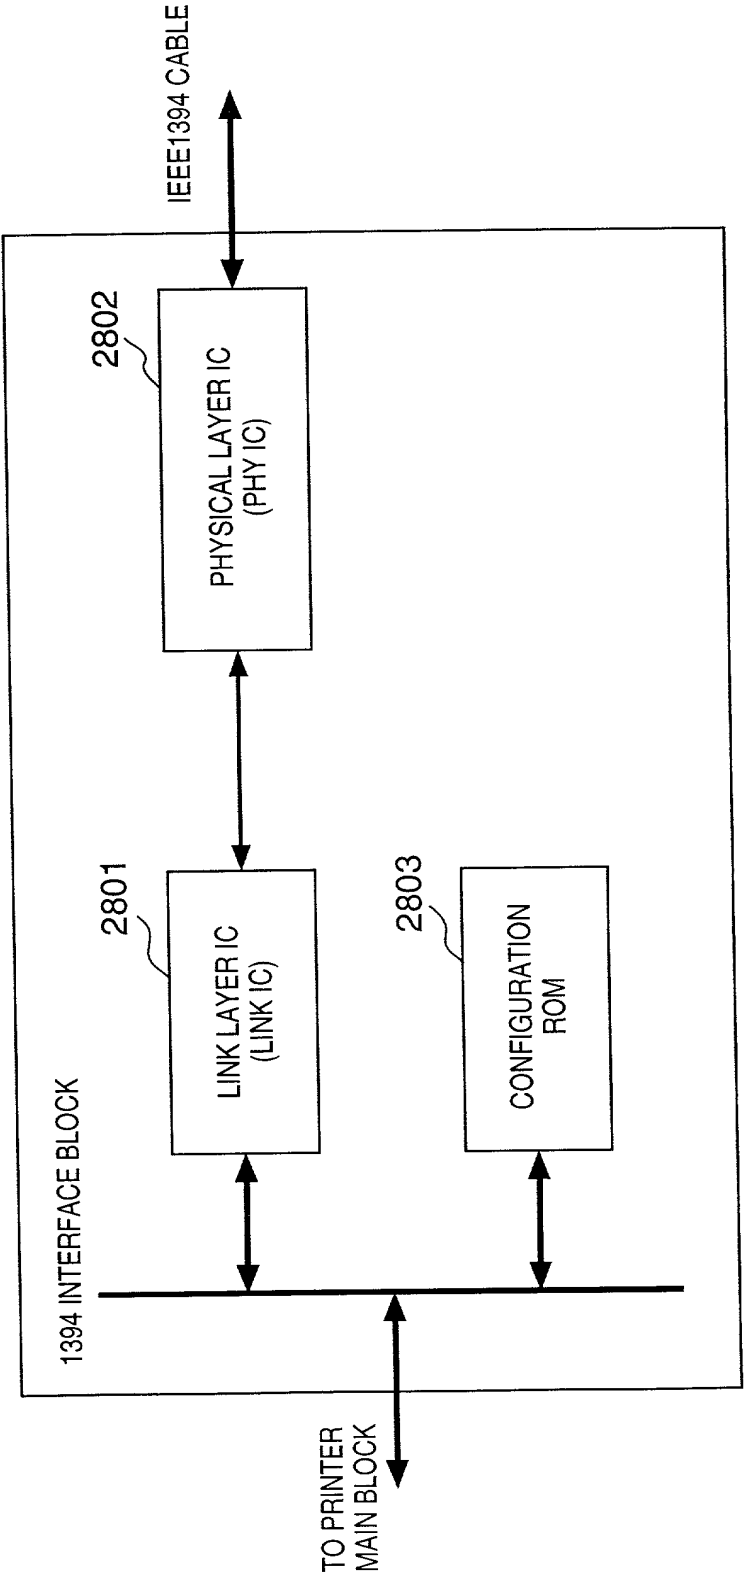 1394 INTERFACE BLOCK
2801
LINK LAYER IC
(LINK IC)
2802
PHYSICAL LAYER IC
(PHY IC)
IEEE1394 CABLE
2803
CONFIGURATION
ROM
TO PRINTER
MAIN BLOCK